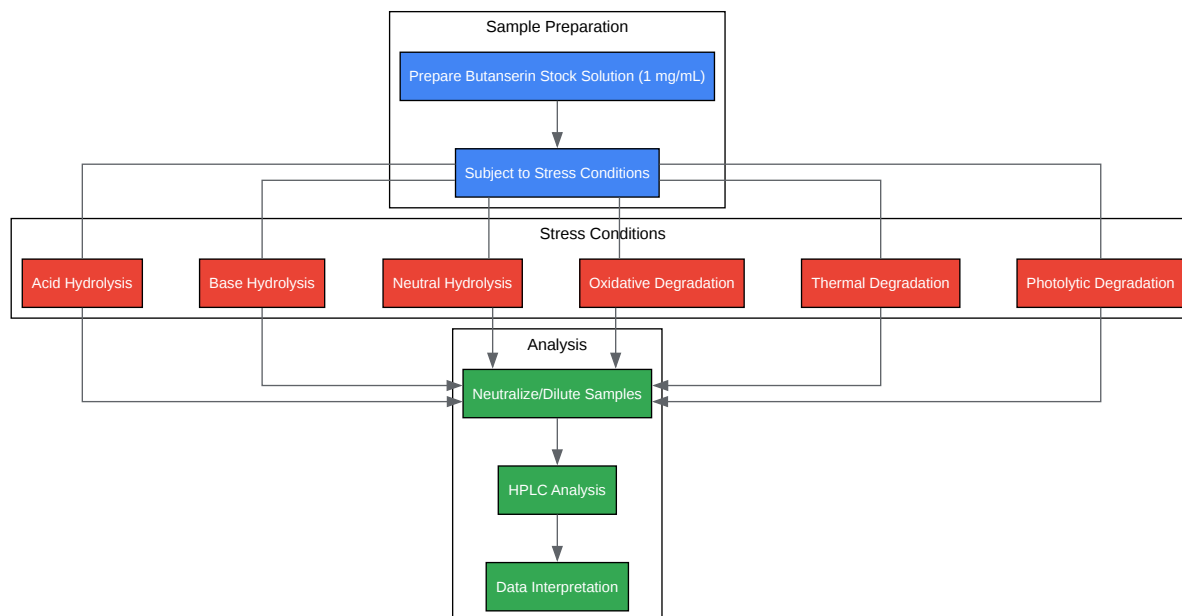 Sample Preparation
Prepare Butanserin Stock Solution (1 mg/mL)
Subject to Stress Conditions
Stress Conditions
Acid Hydrolysis
Base Hydrolysis
Neutral Hydrolysis
Oxidative Degradation
Thermal Degradation
Photolytic Degradation
Analysis
Neutralize/Dilute Samples
HPLC Analysis
Data Interpretation